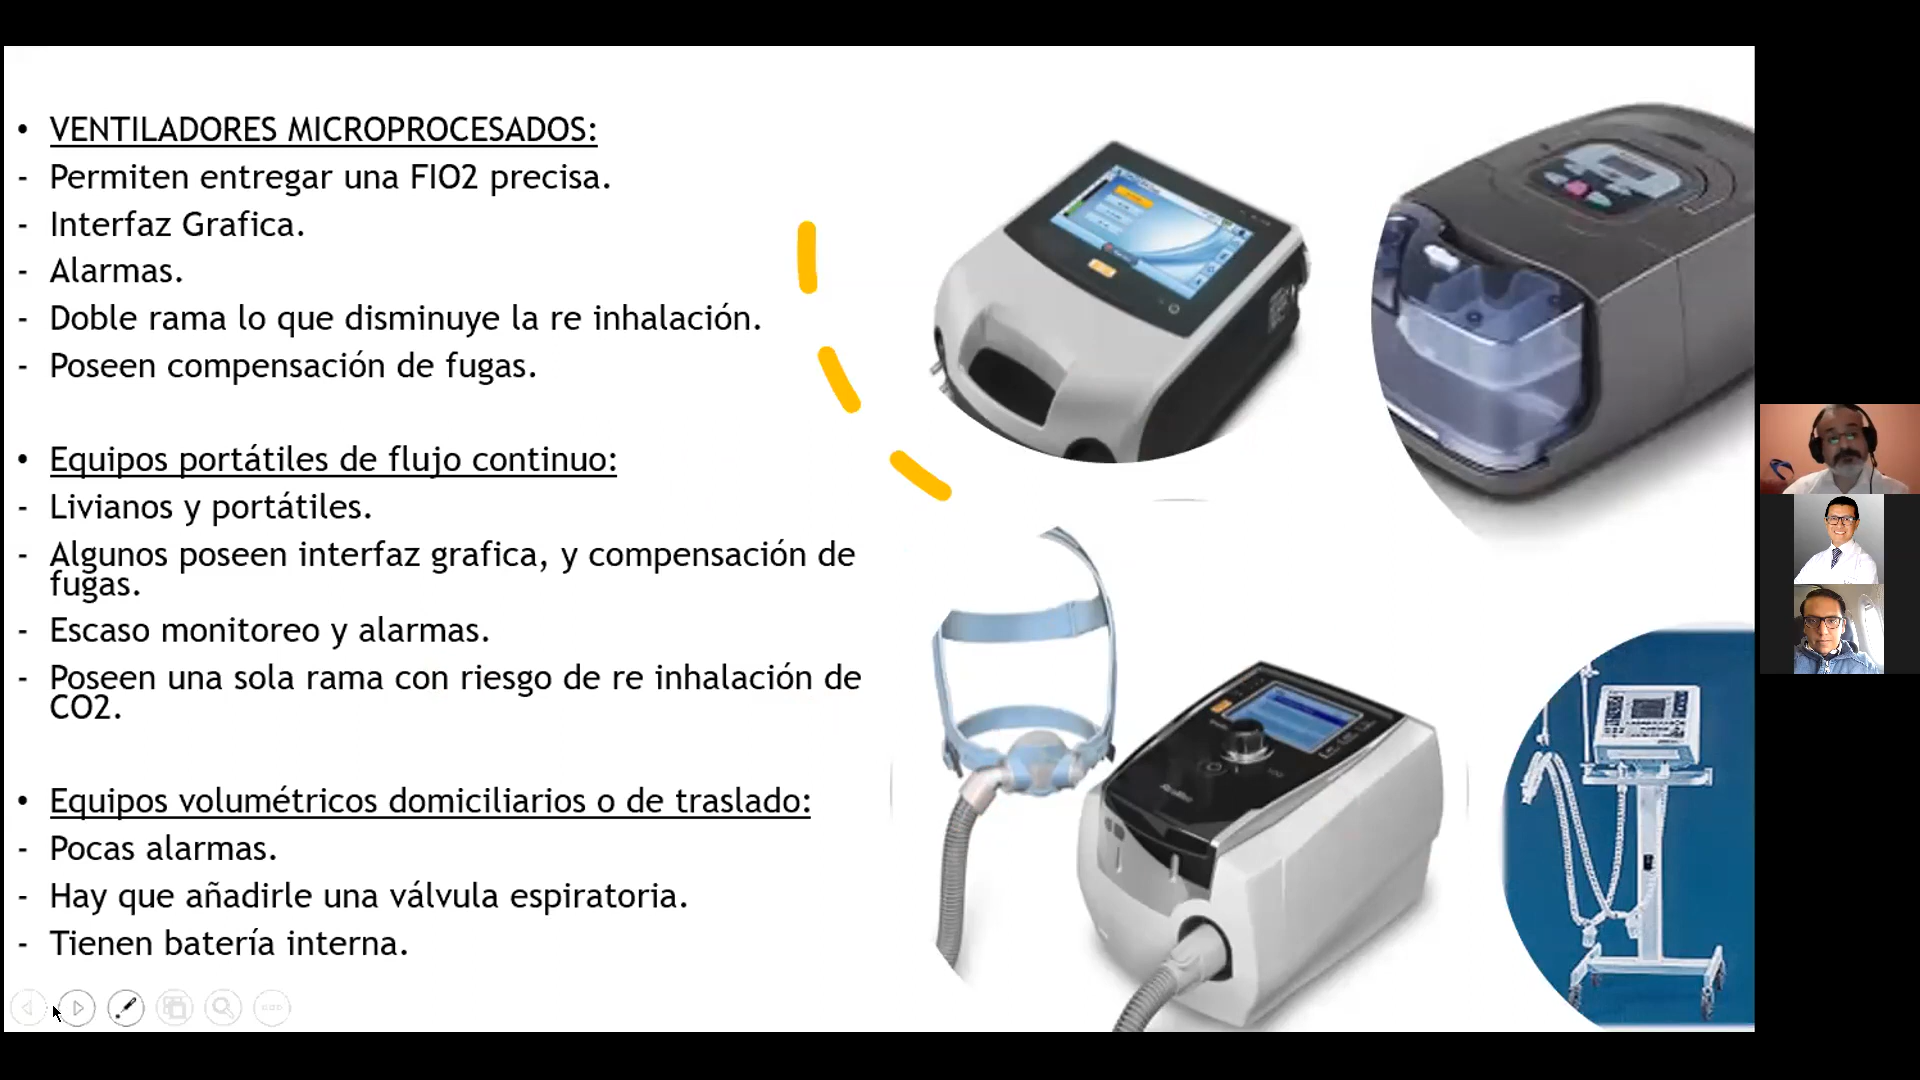 • VENTILADORES MICROPROCESADOS:
- Permiten entregar una FIO2 precisa.
- Interfaz Grafica.
- Alarmas.
- Doble rama lo que disminuye la re inhalación.
- Poseen compensación de fugas.
• Equipos portátiles de flujo continuo:
- Livianos y portátiles.
- Algunos poseen interfaz grafica, y compensación de
fugas.
- Escaso monitoreo y alarmas.
- Poseen una sola rama con riesgo de re inhalación de
CO2.
• Equipos volumétricos domiciliarios o de traslado:
- Pocas alarmas.
- Hay que añadirle una válvula espiratoria.
- Tienen batería interna.